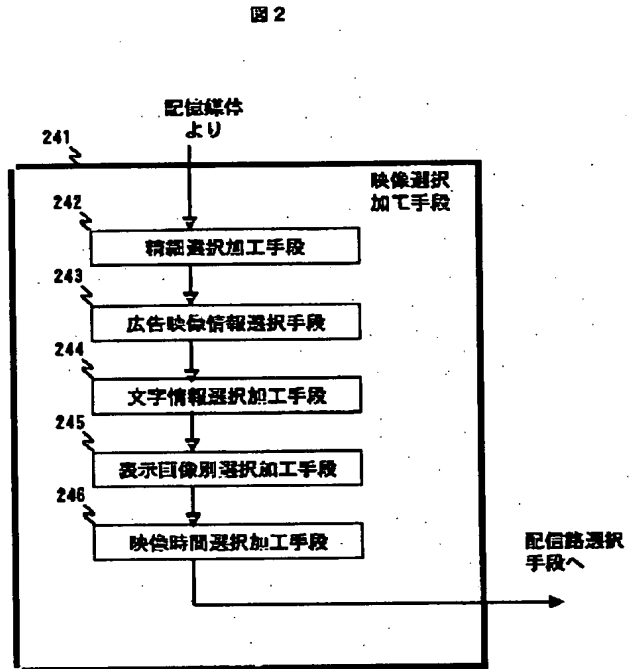 図2
記憶媒体
より
241
映像選択
加工手段
242
精細選択加工手段
243
広告映像情報選択手段
244
文字情報選択加工手段
245
表示画像別選択加工手段
246
映像時間選択加工手段
配信路選択
手段へ